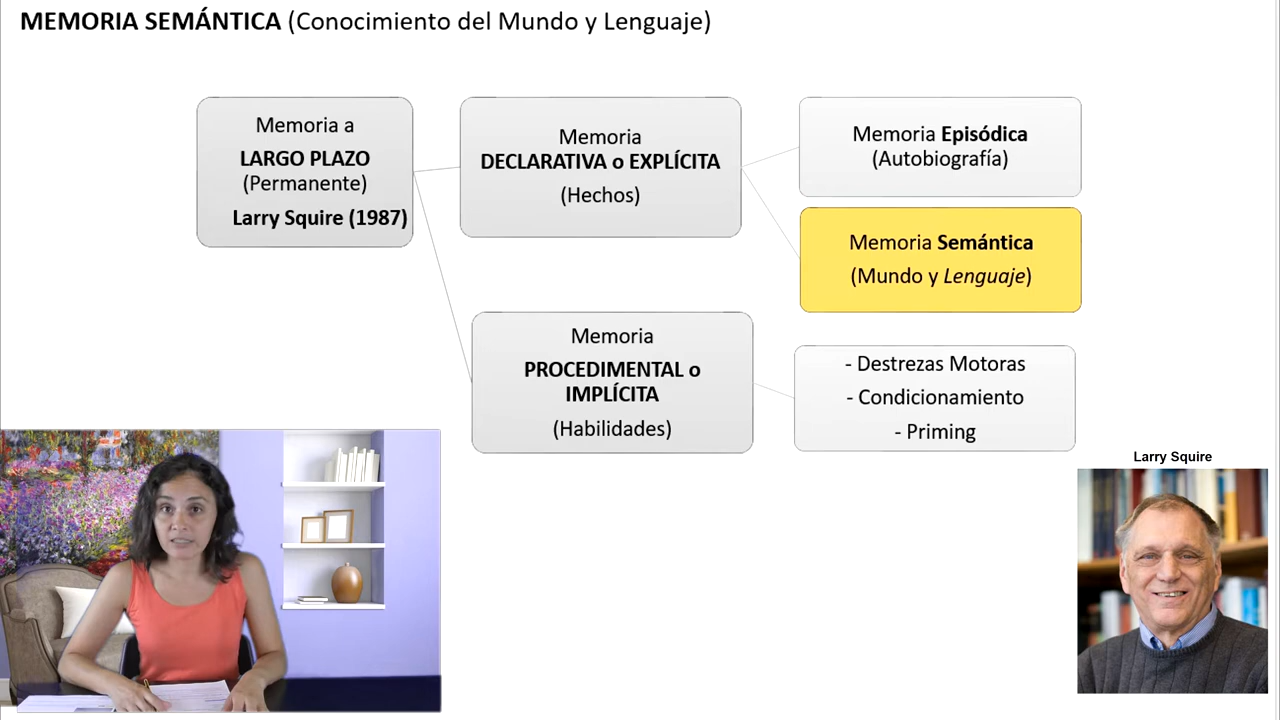 MEMORIA SEMÁNTICA (Conocimiento del Mundo y Lenguaje)
Memoria a
LARGO PLAZO
(Permanente)
Larry Squire (1987)
Memoria
DECLARATIVA o EXPLÍCITA
(Hechos)
Memoria Episódica
(Autobiografía)
Memoria Semántica
(Mundo y Lenguaje)
Memoria
PROCEDIMENTAL o
IMPLÍCITA
(Habilidades)
- Destrezas Motoras
- Condicionamiento
- Priming
Larry Squire